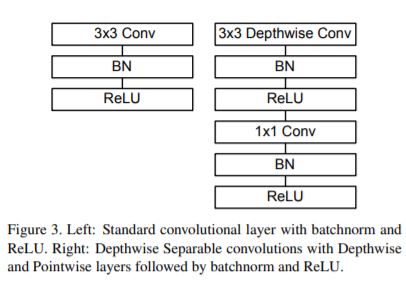 3x3 Conv
BN
ReLU
3x3 Depthwise Conv
BN
ReLU
1x1 Conv
BN
ReLU
Figure 3. Left: Standard convolutional layer with batchnorm and
ReLU. Right: Depthwise Separable convolutions with Depthwise
and Pointwise layers followed by batchnorm and ReLU.